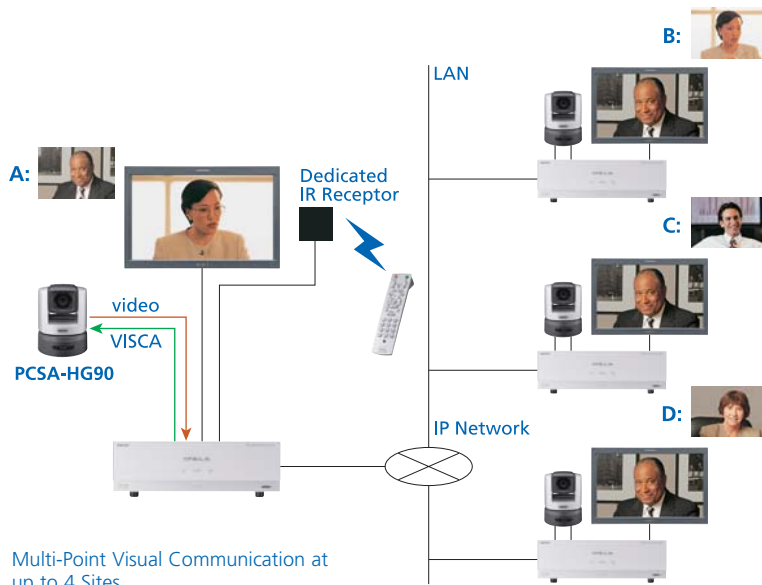 B:
LAN
A:
Dedicated
IR Receptor
C:
video
VISCA
PCSA-HG90
D:
IP Network
Multi-Point Visual Communication at
up to 4 Sites